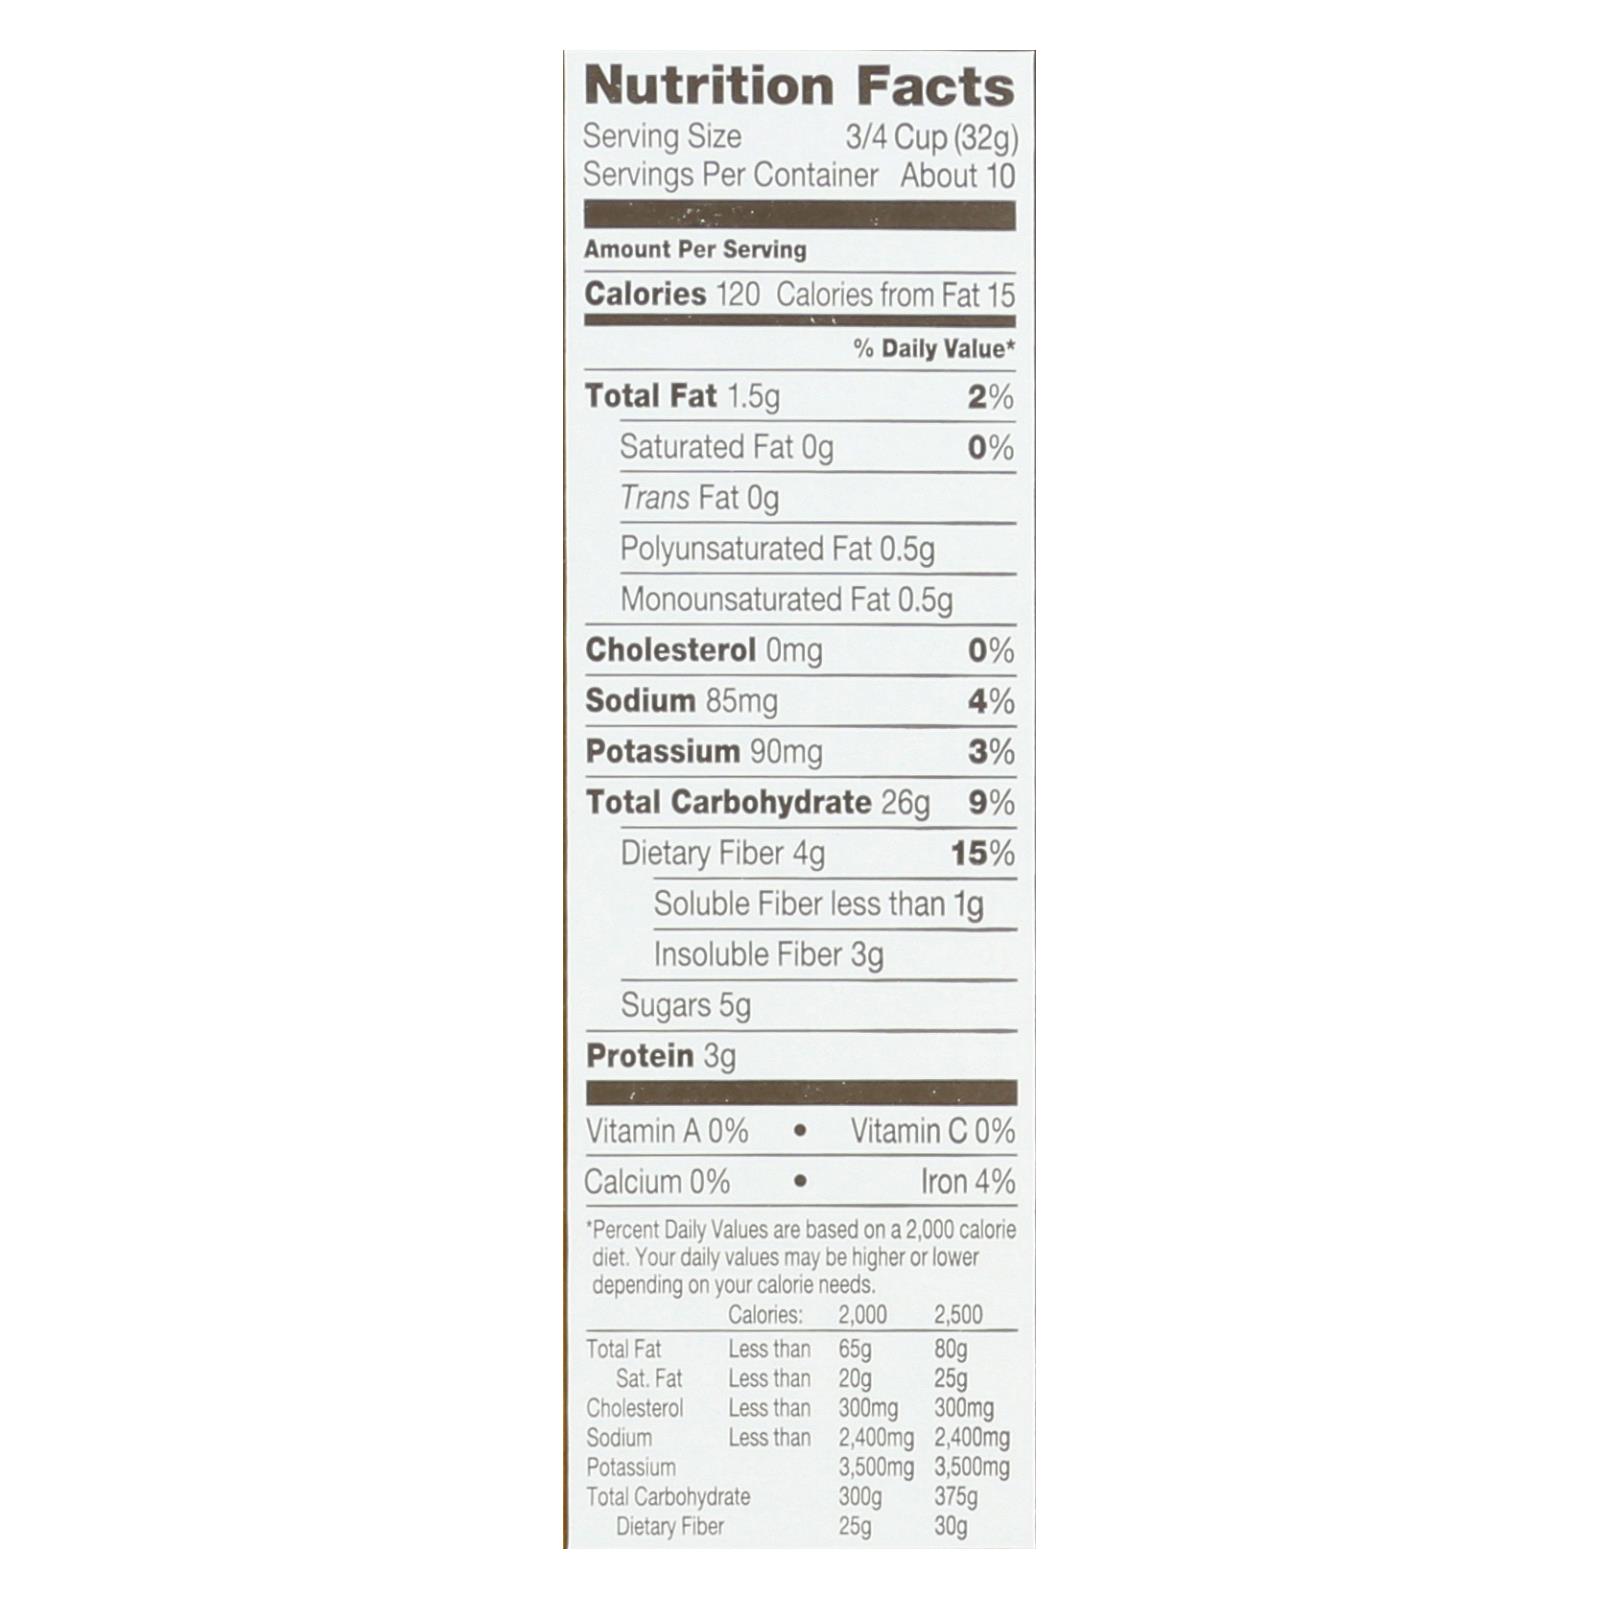 Nutrition Facts
Serving Size 3/4 Cup (32g)
Servings Per Container About 10
Amount Per Serving
Calories 120 Calories from Fat 15
% Daily Value*
Total Fat 1.5g 2%
Saturated Fat 0g 0%
Trans Fat 0g
Polyunsaturated Fat 0.5g
Monounsaturated Fat 0.5g
Cholesterol 0mg 0%
Sodium 85mg 4%
Potassium 90mg 3%
Total Carbohydrate 26g 9%
Dietary Fiber 4g 15%
Soluble Fiber less than 1g
Insoluble Fiber 3g
Sugars 5g
Protein 3g
Vitamin A 0% • Vitamin C 0%
Calcium 0% • Iron 4%
*Percent Daily Values are based on a 2,000 calorie
diet. Your daily values may be higher or lower
depending on your calorie needs.
Calories: 2,000 2,500
Total Fat Less than 65g 80g
Sat. Fat Less than 20g 25g
Cholesterol Less than 300mg 300mg
Sodium Less than 2,400mg 2,400mg
Potassium 3,500mg 3,500mg
Total Carbohydrate 300g 375g
Dietary Fiber 25g 30g